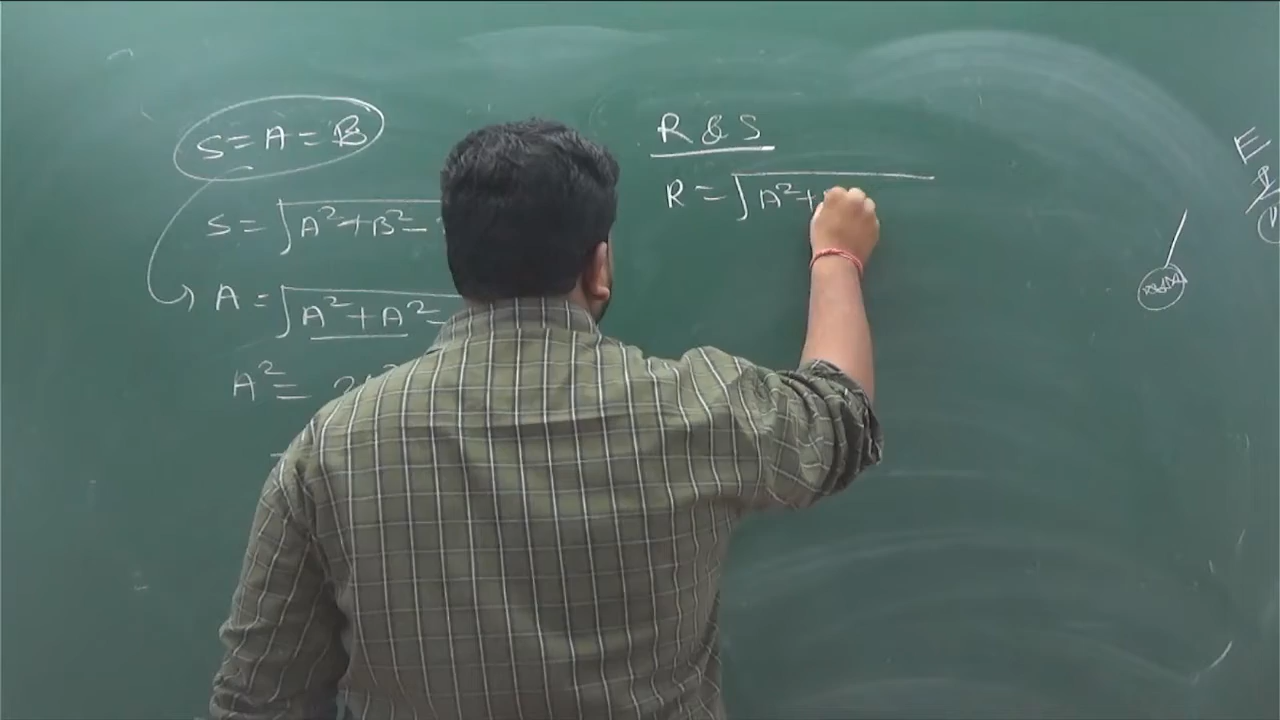 S = A = B
S = √A²+B²-
A = √A²+A²-
A² = 2
R & S
R = √A²+
E